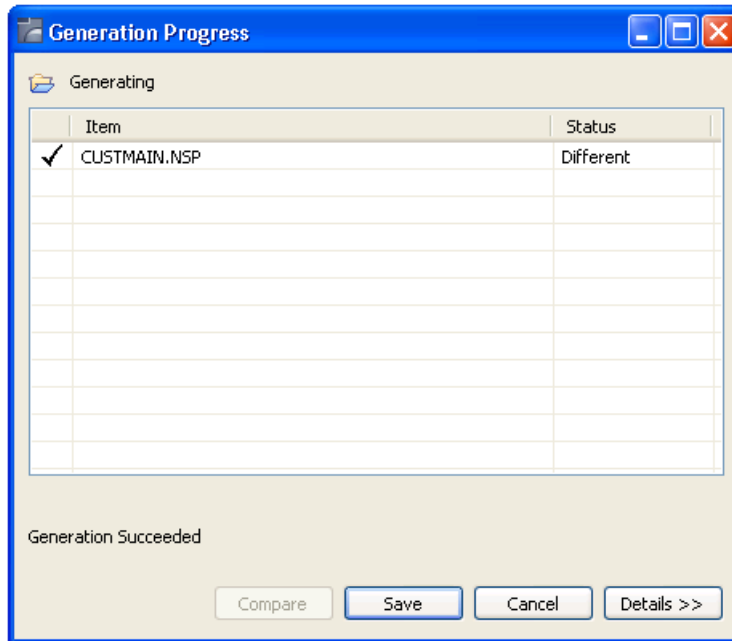 Generation Progress
Generating
Item Status
CUSTMAIN.NSP Different
Generation Succeeded
Compare Save Cancel Details >>